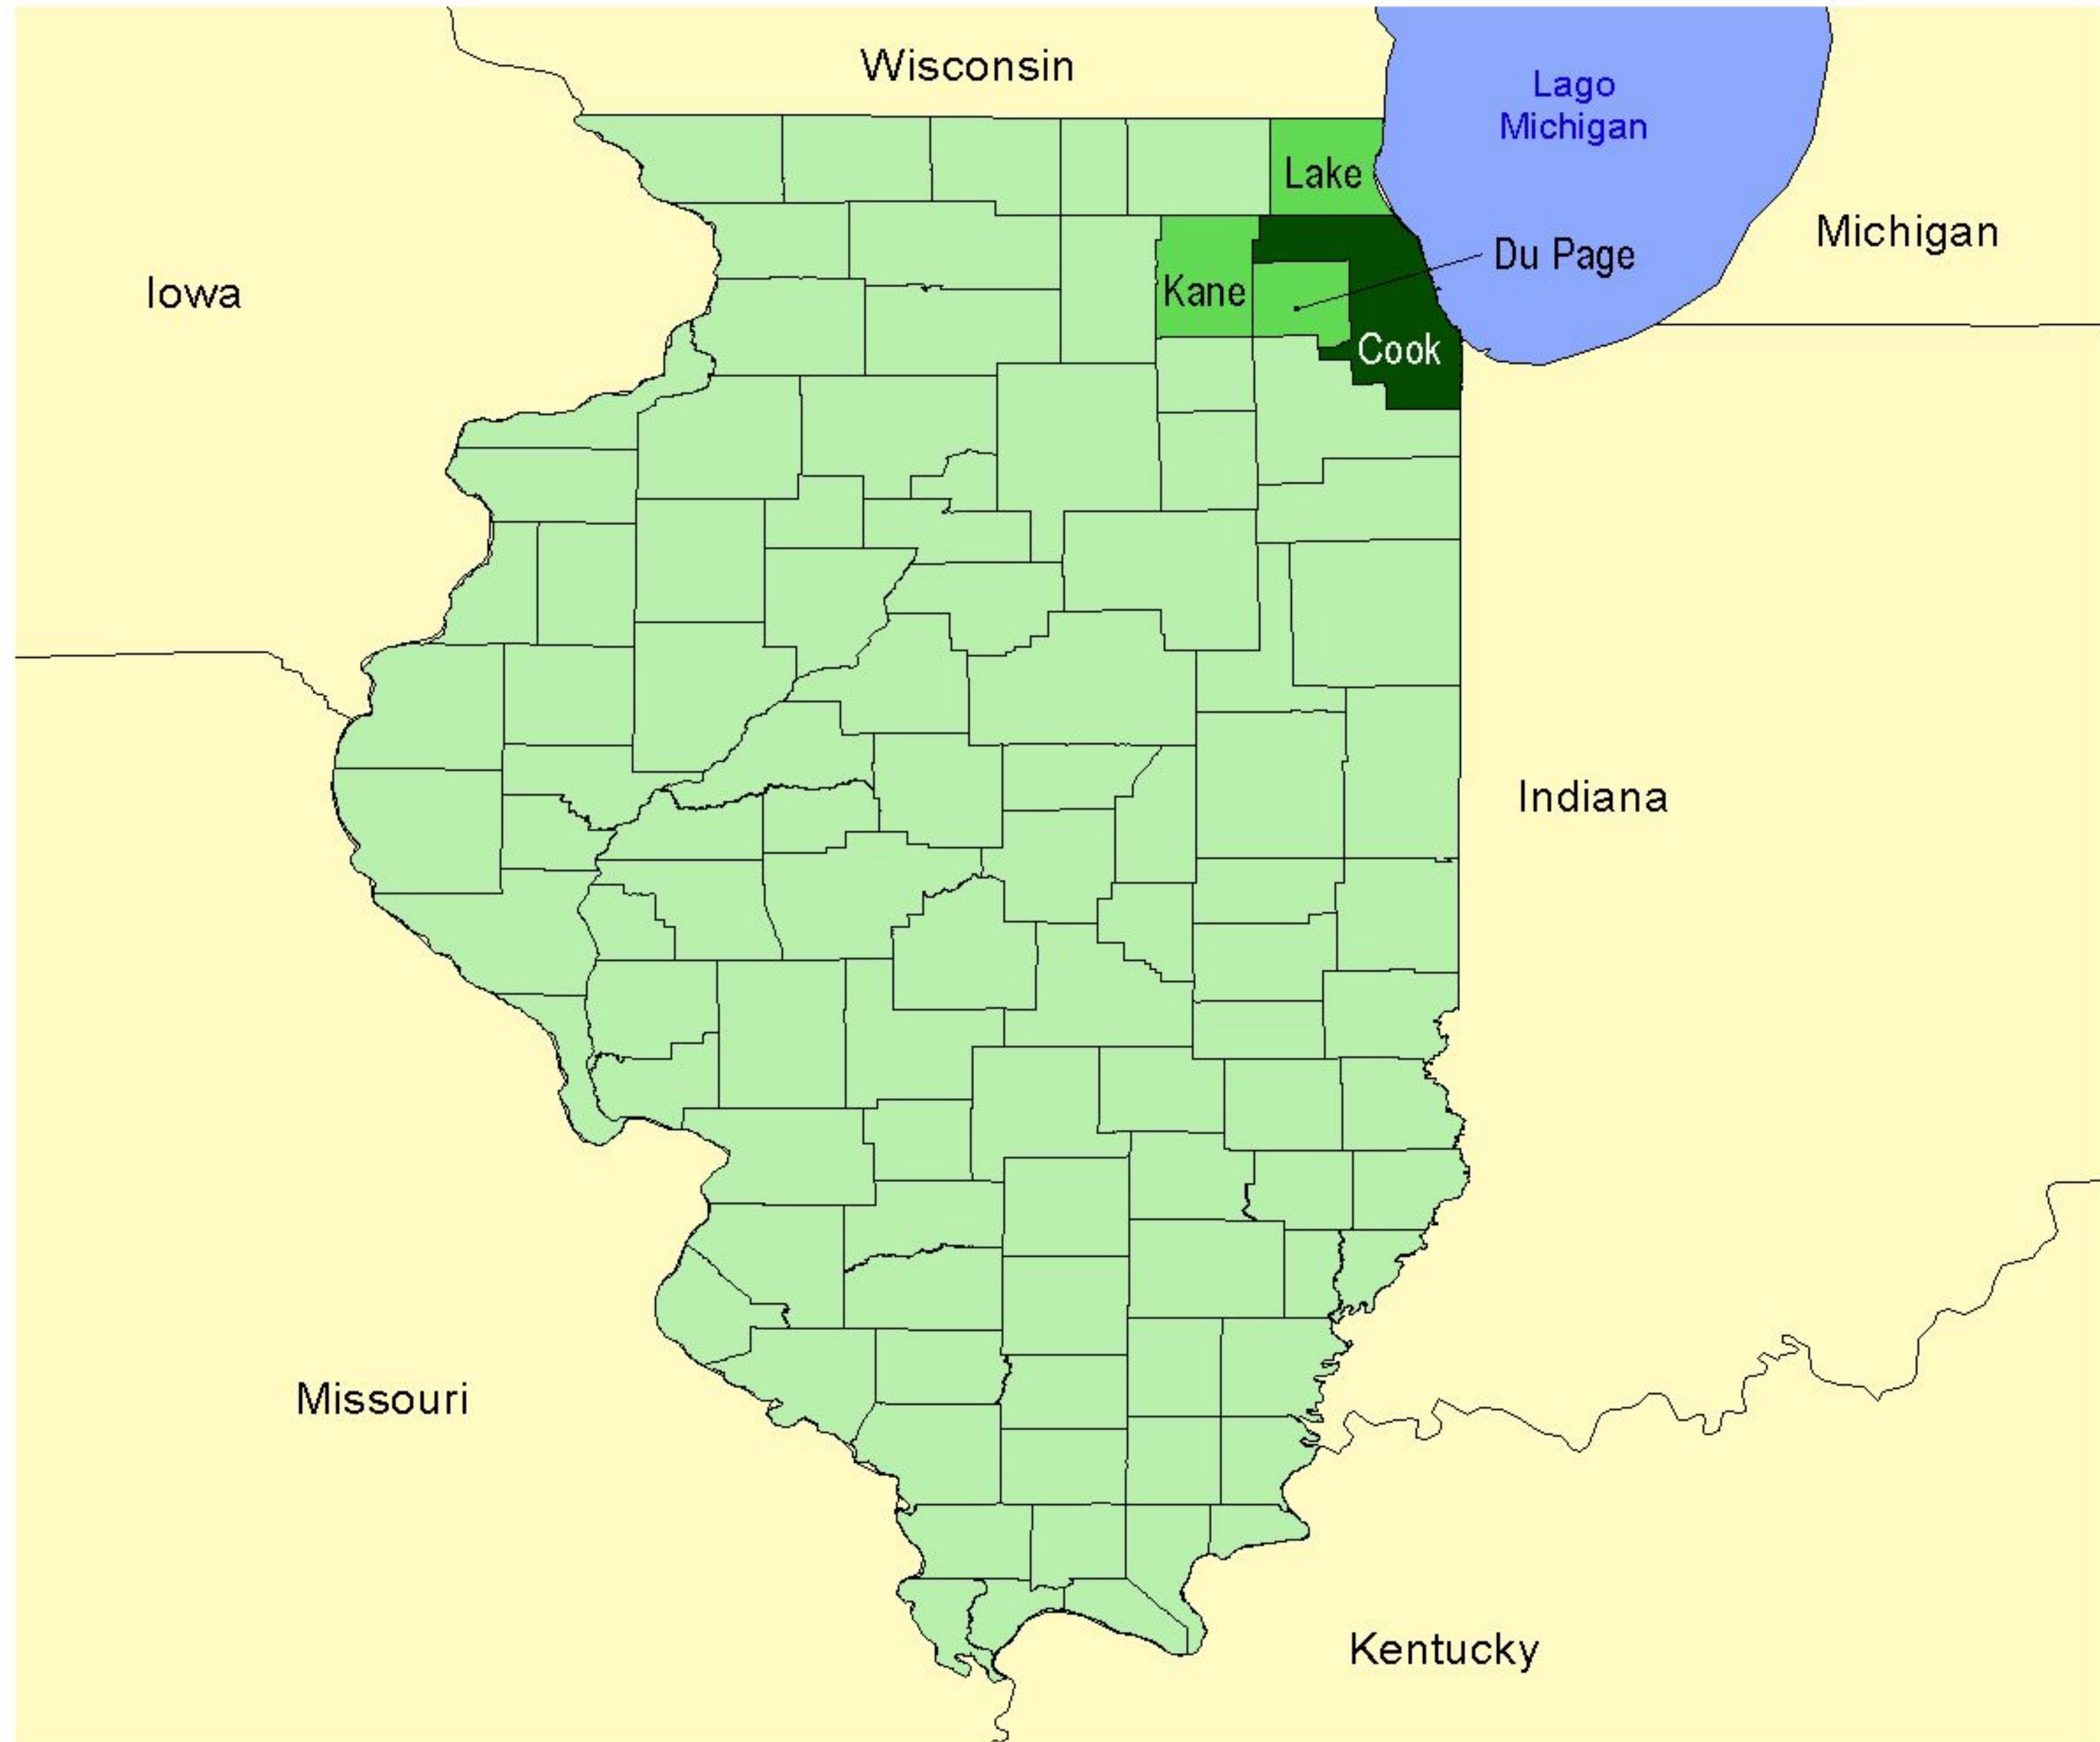 Wisconsin
Lago
Michigan
Lake
Michigan
Du Page
Iowa
Kane
Cook
Indiana
Missouri
Kentucky